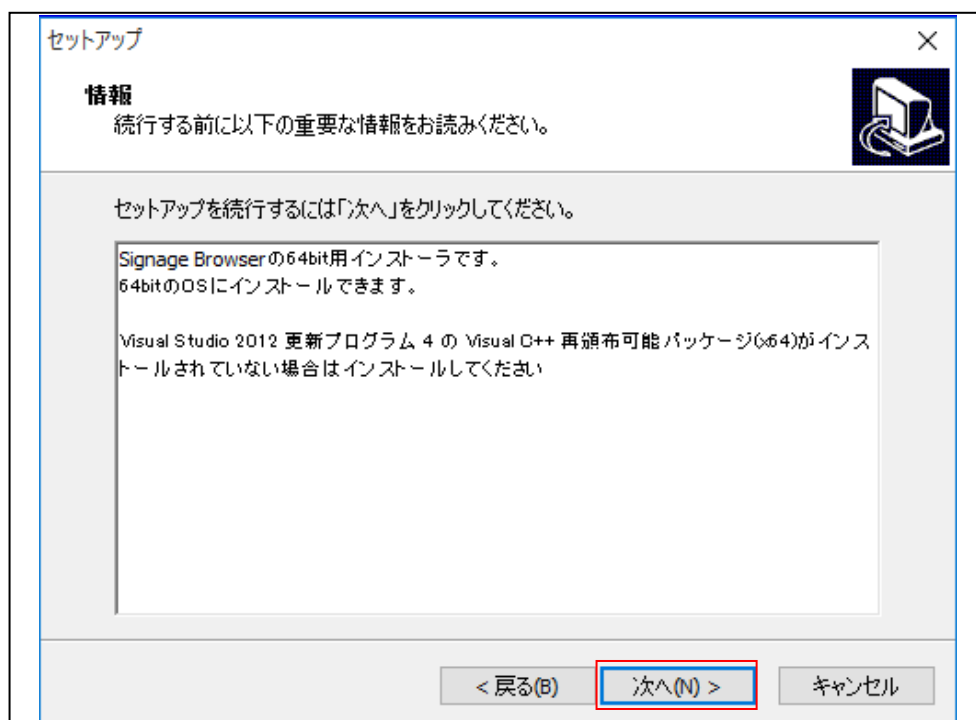 セットアップ
情報
続行する前に以下の重要な情報をお読みください。
セットアップを続行するには「次へ」をクリックしてください。
Signage Browserの64bit用インストーラです。
64bitのOSにインストールできます。
Visual Studio 2012 更新プログラム 4 の Visual C++ 再頒布可能パッケージ(x64)がインス
トールされていない場合はインストールしてください
< 戻る(B)
次へ(N) >
キャンセル